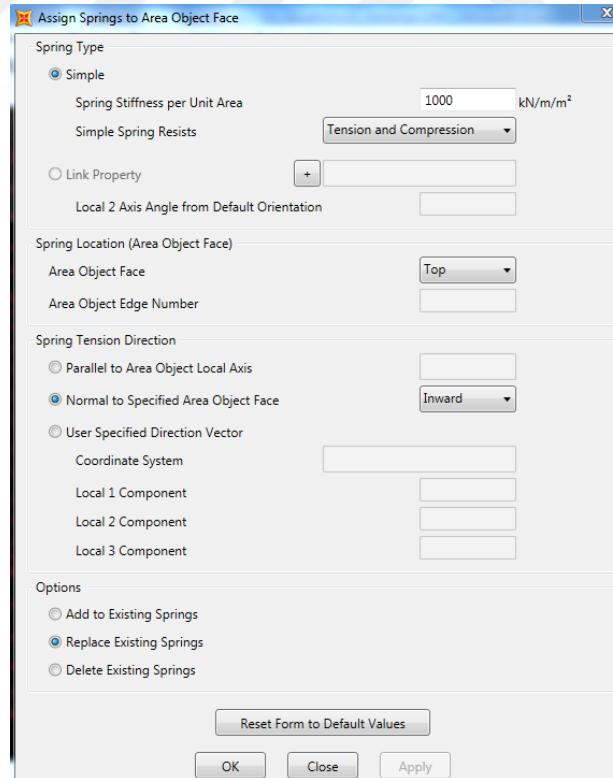 Assign Springs to Area Object Face
Spring Type
Simple
Spring Stiffness per Unit Area 1000 kN/m/m²
Simple Spring Resists Tension and Compression
Link Property +
Local 2 Axis Angle from Default Orientation
Spring Location (Area Object Face)
Area Object Face Top
Area Object Edge Number
Spring Tension Direction
Parallel to Area Object Local Axis
Normal to Specified Area Object Face Inward
User Specified Direction Vector
Coordinate System
Local 1 Component
Local 2 Component
Local 3 Component
Options
Add to Existing Springs
Replace Existing Springs
Delete Existing Springs
Reset Form to Default Values
OK Close Apply